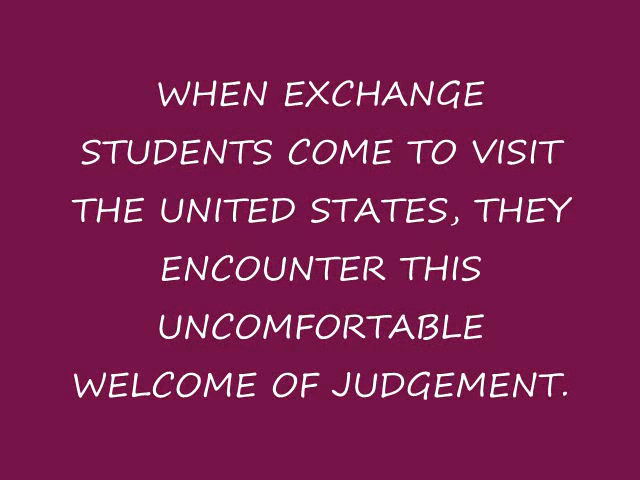 WHEN EXCHANGE
STUDENTS COME TO VISIT
THE UNITED STATES, THEY
ENCOUNTER THIS
UNCOMFORTABLE
WELCOME OF JUDGEMENT.